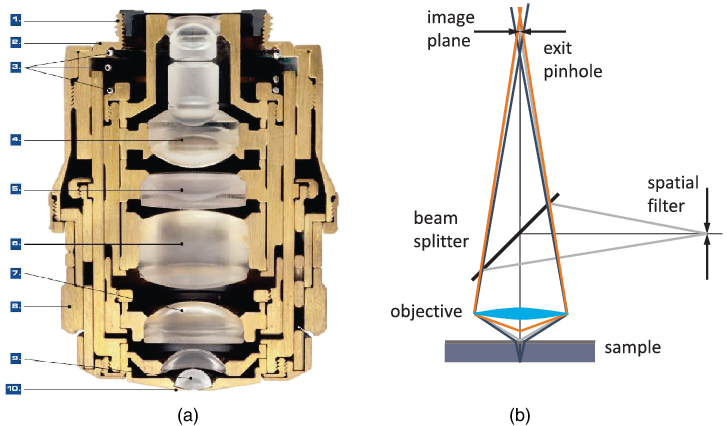 1.
2.
3.
4.
5.
6.
7.
8.
9.
10.
(a)
image
plane
exit
pinhole
spatial
filter
beam
splitter
objective
sample
(b)